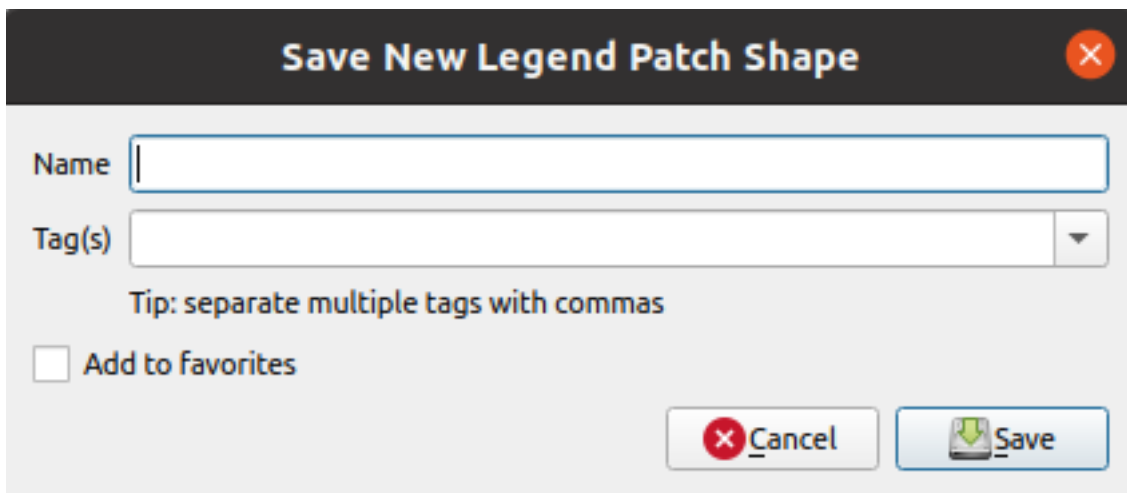 Save New Legend Patch Shape
Name
Tag(s)
Tip: separate multiple tags with commas
Add to favorites
Cancel
Save